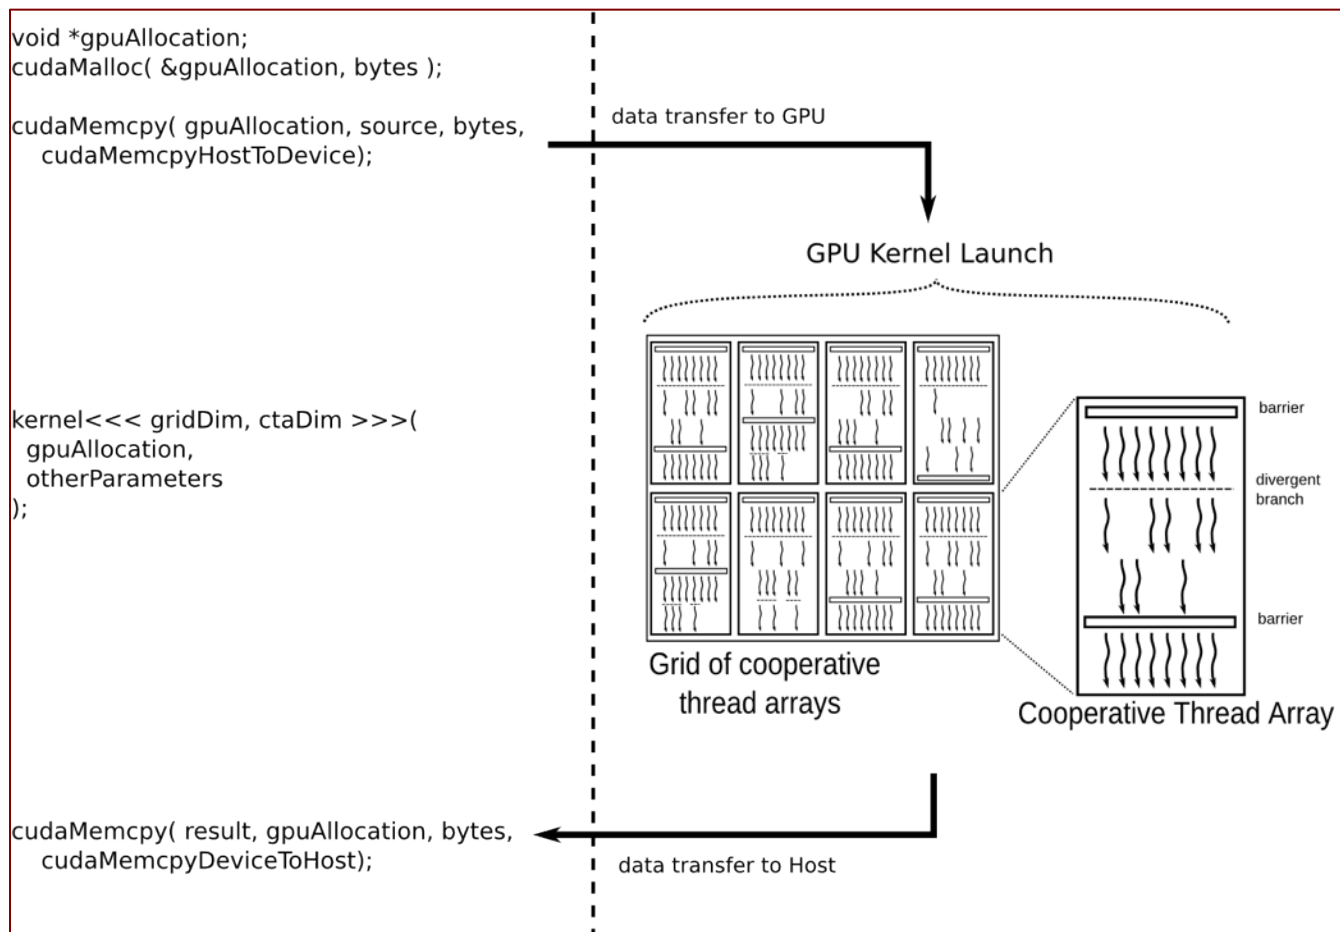 void *gpuAllocation;
cudaMalloc( &gpuAllocation, bytes );
cudaMemcpy( gpuAllocation, source, bytes,
cudaMemcpyHostToDevice);
data transfer to GPU
GPU Kernel Launch
kernel<<< gridDim, ctaDim >>>(
gpuAllocation,
otherParameters
);
barrier
divergent
branch
barrier
Grid of cooperative
thread arrays
Cooperative Thread Array
cudaMemcpy( result, gpuAllocation, bytes,
cudaMemcpyDeviceToHost);
data transfer to Host